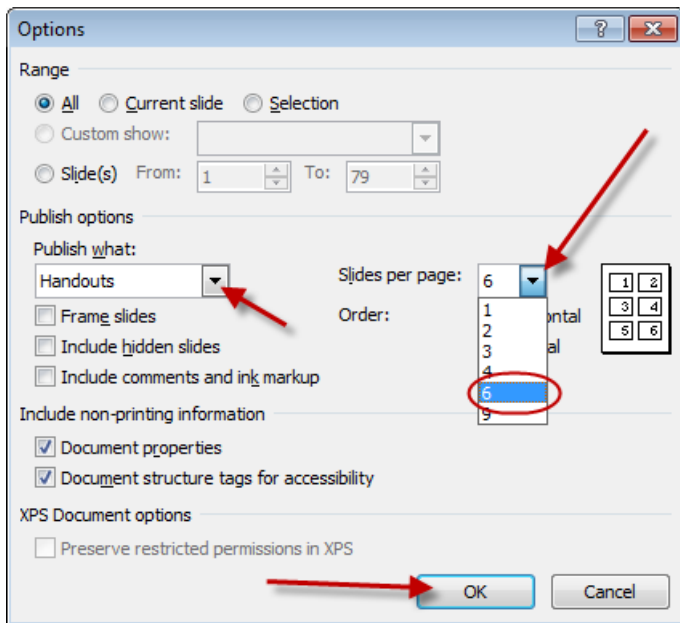 Options
Range
All Current slide Selection
Custom show:
Slide(s) From: 1 To: 79
Publish options
Publish what:
Handouts
Slides per page: 6
1 2
3 4
5 6
Frame slides
Order:
ontal
al
1
2
3
4
6
9
Include hidden slides
Include comments and ink markup
Include non-printing information
Document properties
Document structure tags for accessibility
XPS Document options
Preserve restricted permissions in XPS
OK Cancel